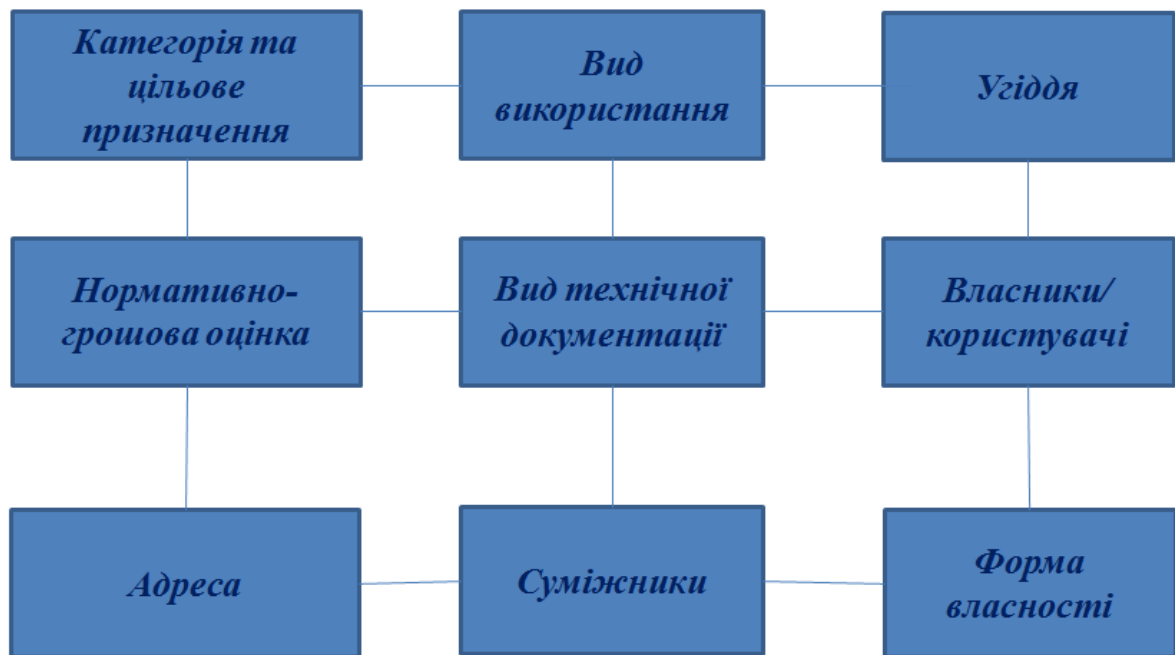 Категорія та
цільове
призначення
Вид
використання
Угіддя
Нормативно-
грошова оцінка
Вид технічної
документації
Власники/
користувачі
Адреса
Суміжники
Форма
власності